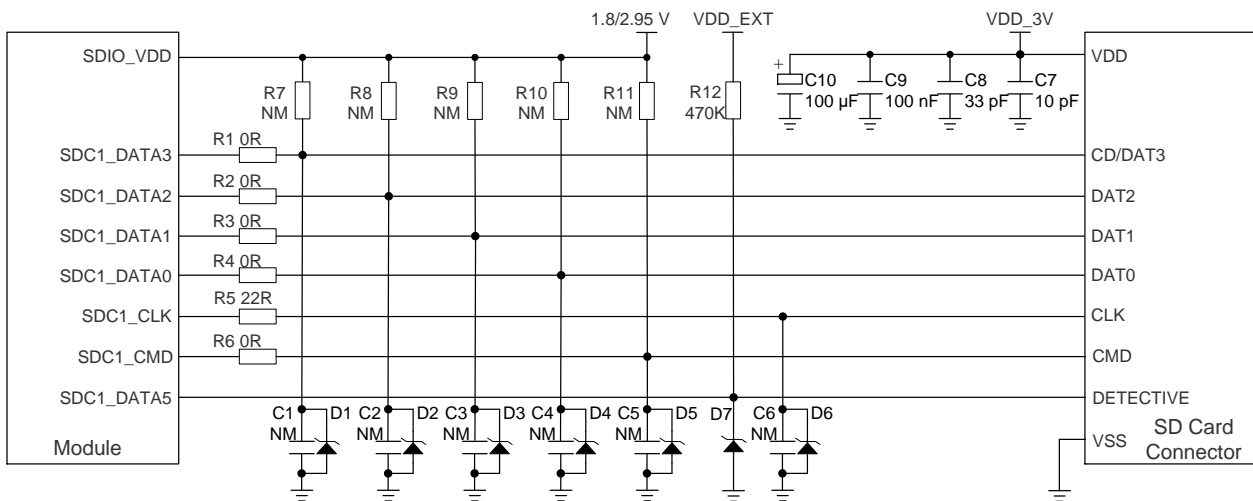 1.8/2.95 V VDD_EXT VDD_3V
SDIO_VDD VDD
R7 R8 R9 R10 R11 R12 C10 C9 C8 C7
NM NM NM NM NM 470K 100 µF 100 nF 33 pF 10 pF
+
R1 0R
SDC1_DATA3 CD/DAT3
R2 0R
SDC1_DATA2 DAT2
R3 0R
SDC1_DATA1 DAT1
R4 0R
SDC1_DATA0 DAT0
R5 22R
SDC1_CLK CLK
R6 0R
SDC1_CMD CMD
SDC1_DATA5 DETECTIVE
C1 D1 C2 D2 C3 D3 C4 D4 C5 D5 D7 C6 D6
NM NM NM NM NM NM
VSS
Module
SD Card
Connector